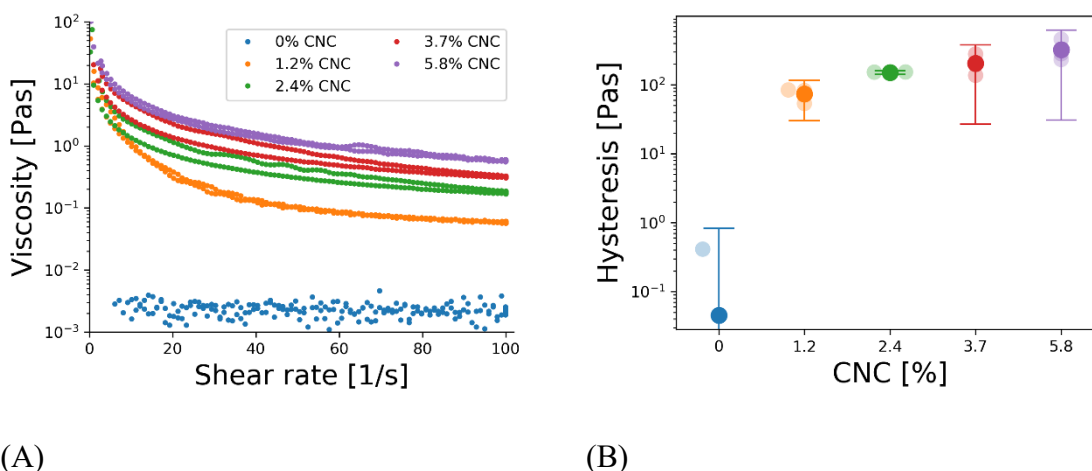 10²
10¹
10⁰
10⁻¹
10⁻²
10⁻³
Viscosity [Pas]
0% CNC
1.2% CNC
2.4% CNC
3.7% CNC
5.8% CNC
0
20
40
60
80
100
Shear rate [1/s]
(A)
10²
10¹
10⁰
10⁻¹
Hysteresis [Pas]
0
1.2
2.4
3.7
5.8
CNC [%]
(B)